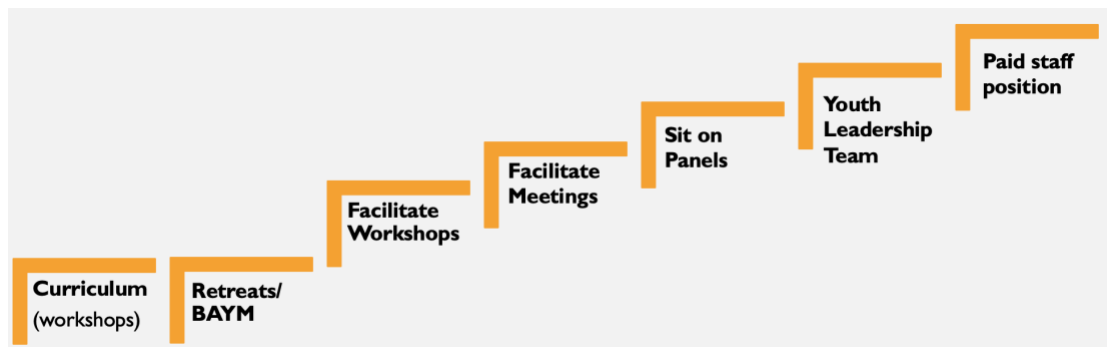 Curriculum
(workshops)
Retreats/
BAYM
Facilitate
Workshops
Facilitate
Meetings
Sit on
Panels
Youth
Leadership
Team
Paid staff
position